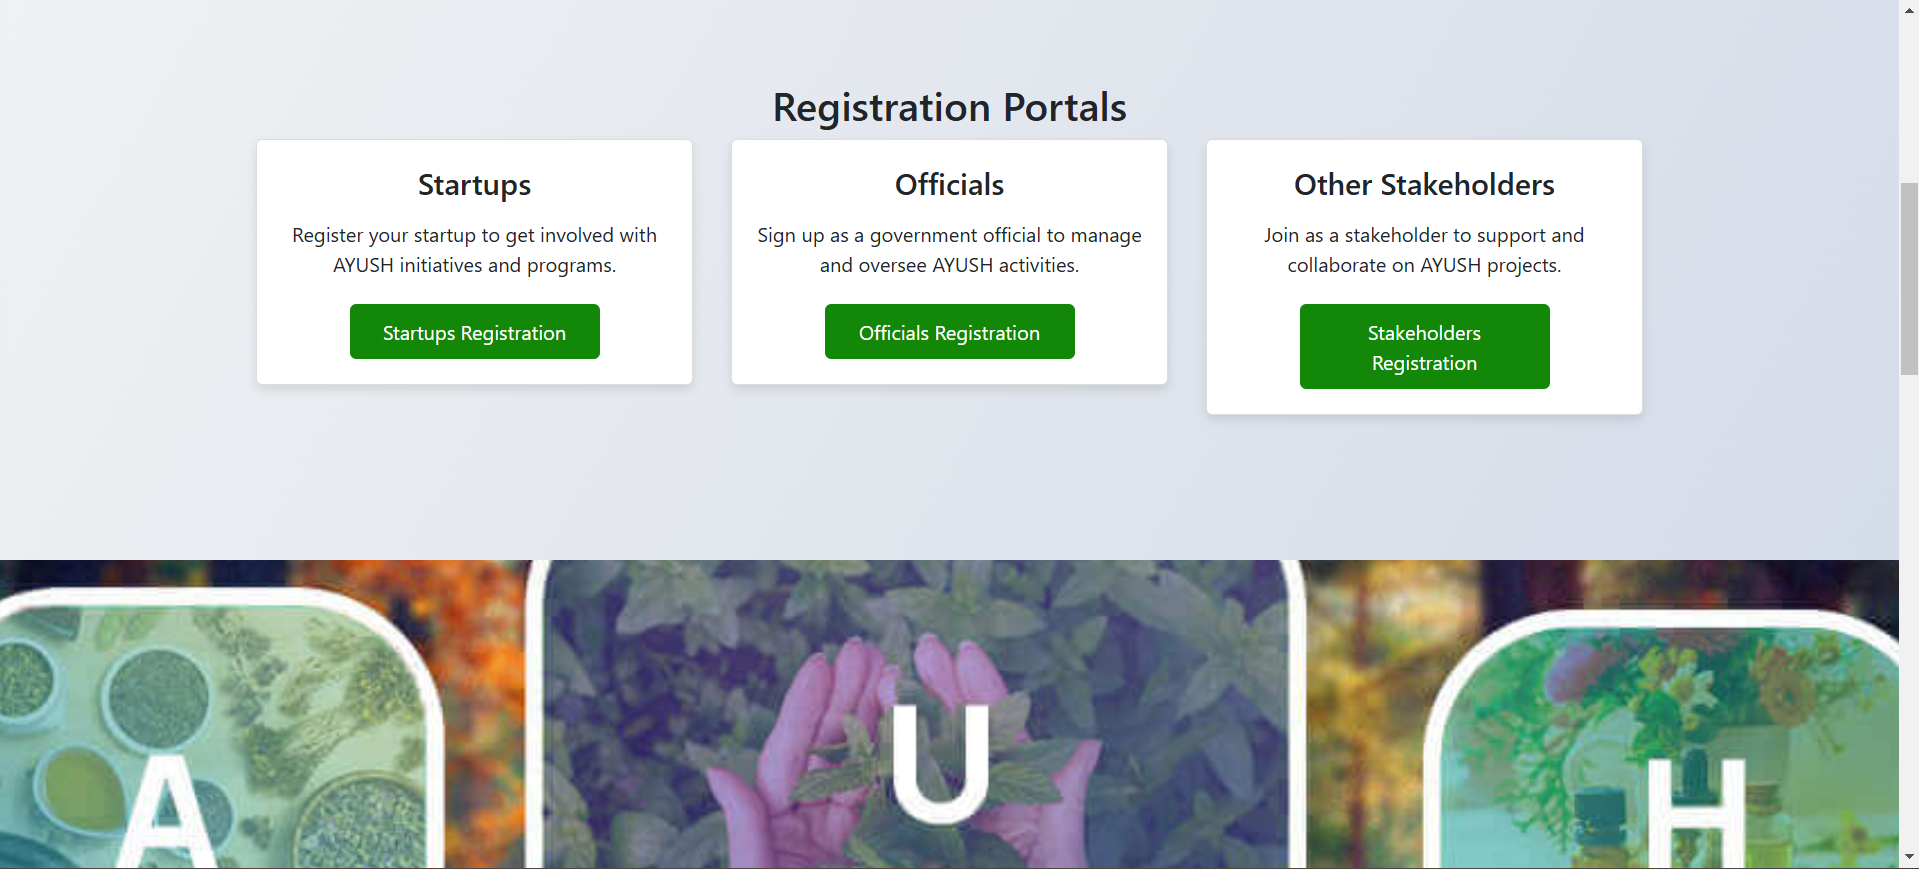 Registration Portals
Startups
Register your startup to get involved with
AYUSH initiatives and programs.
Startups Registration
Officials
Sign up as a government official to manage
and oversee AYUSH activities.
Officials Registration
Other Stakeholders
Join as a stakeholder to support and
collaborate on AYUSH projects.
Stakeholders
Registration
A
U
H